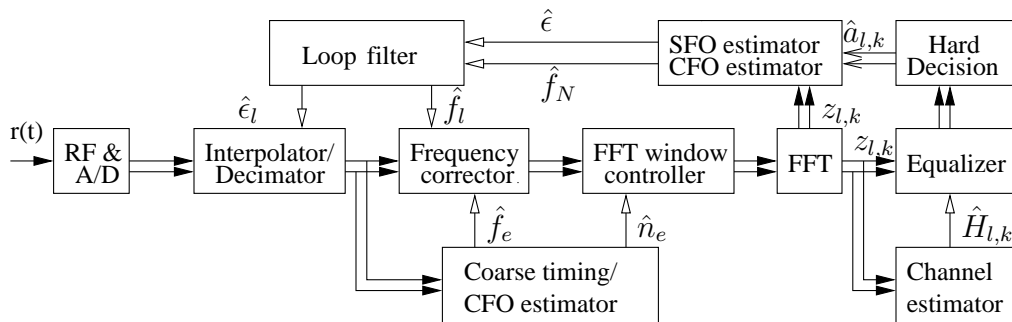 Loop filter
ϵ̂
f̂_N
SFO estimator
CFO estimator
â_{l,k}
Hard
Decision
ϵ̂_l
f̂_l
z_{l,k}
r(t)
RF &
A/D
Interpolator/
Decimator
Frequency
corrector.
FFT window
controller
FFT
z_{l,k}
Equalizer
f̂_e
n̂_e
Ĥ_{l,k}
Coarse timing/
CFO estimator
Channel
estimator